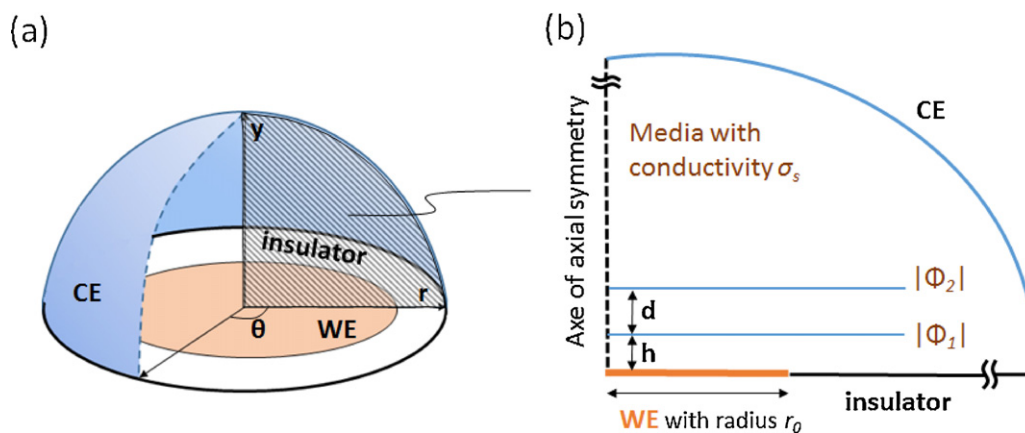 (a)
y
insulator
CE
r
θ
WE
(b)
Axe of axial symmetry
CE
Media with
conductivity σₛ
|Φ₂|
d
|Φ₁|
h
insulator
WE with radius r₀